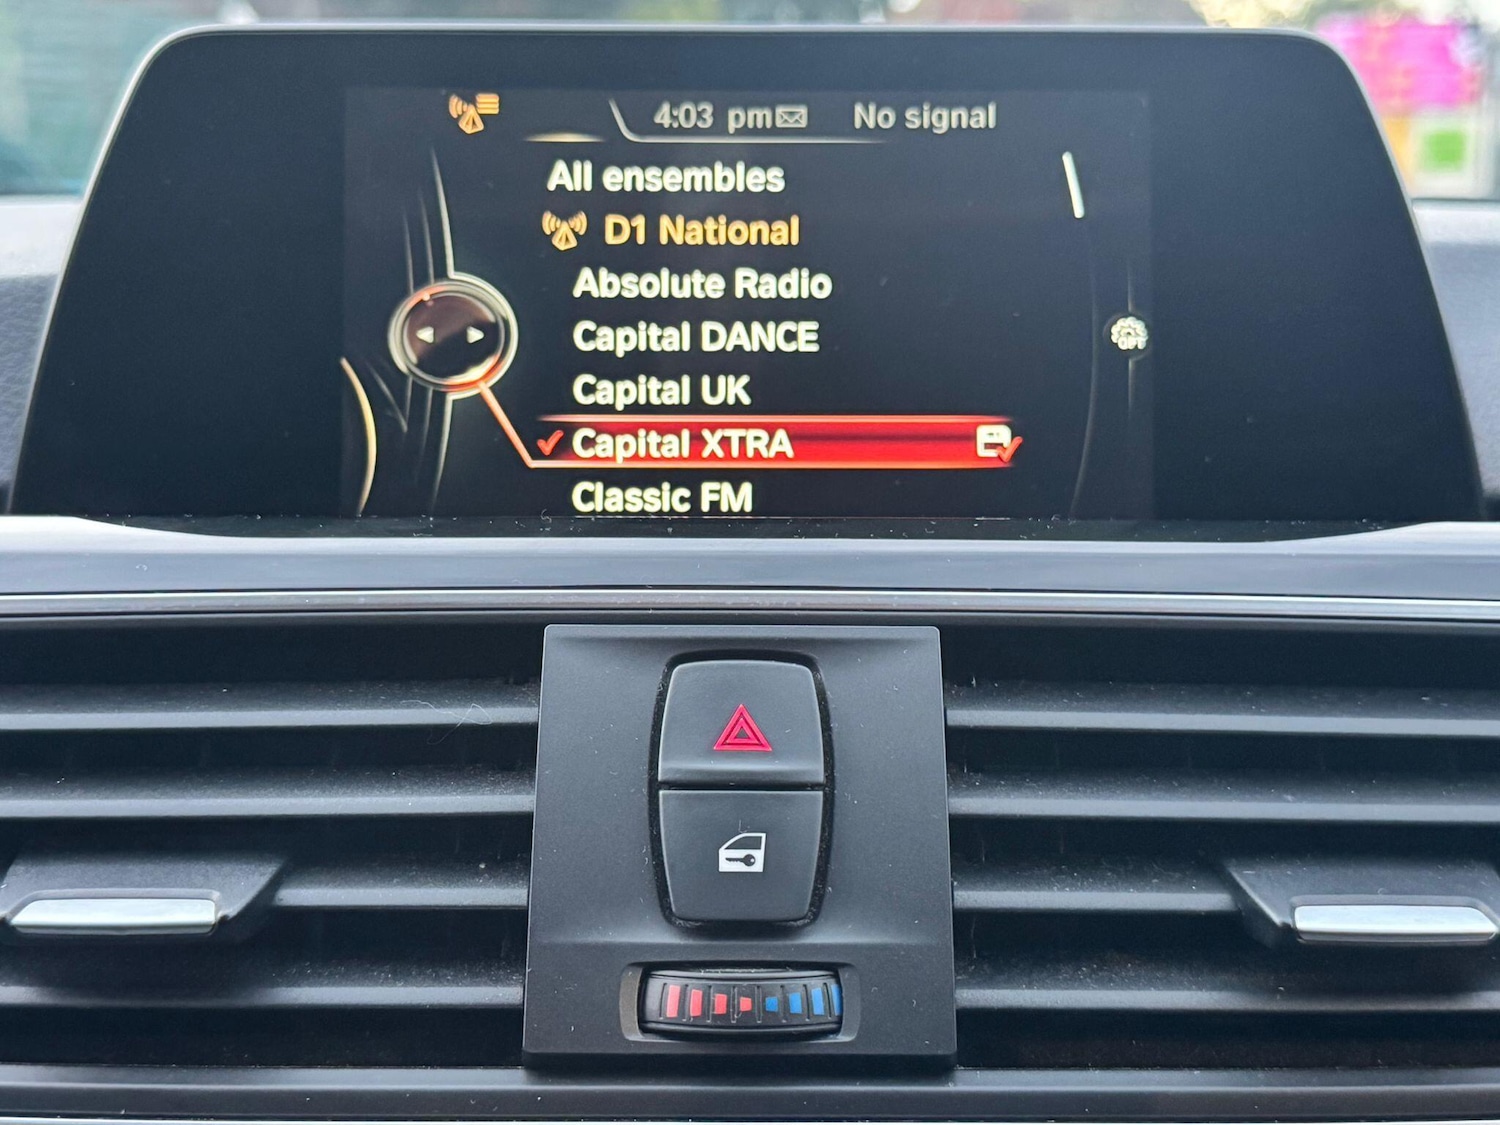 4:03 pm No signal
All ensembles
D1 National
Absolute Radio
Capital DANCE
Capital UK
OPT
Capital XTRA
Classic FM